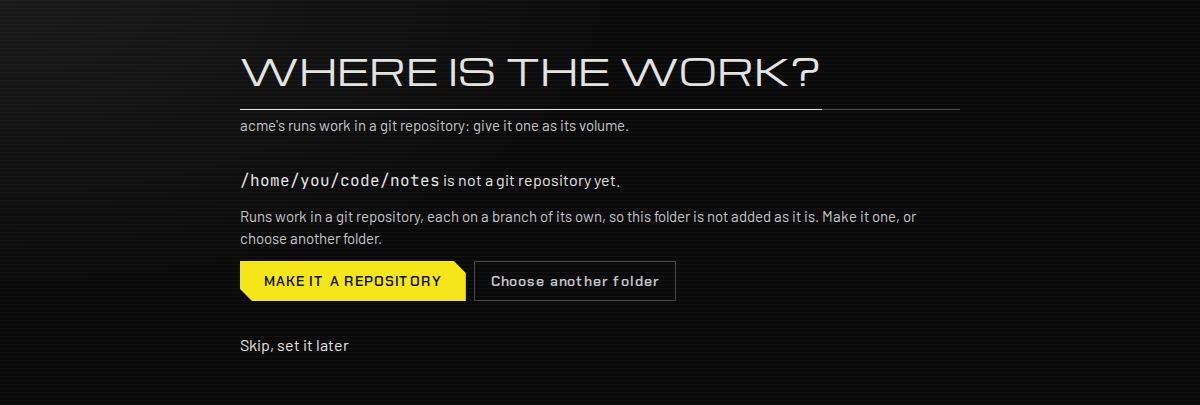 WHERE IS THE WORK?
acme's runs work in a git repository: give it one as its volume.
/home/you/code/notes is not a git repository yet.
Runs work in a git repository, each on a branch of its own, so this folder is not added as it is. Make it one, or
choose another folder.
MAKE IT A REPOSITORY
Choose another folder
Skip, set it later